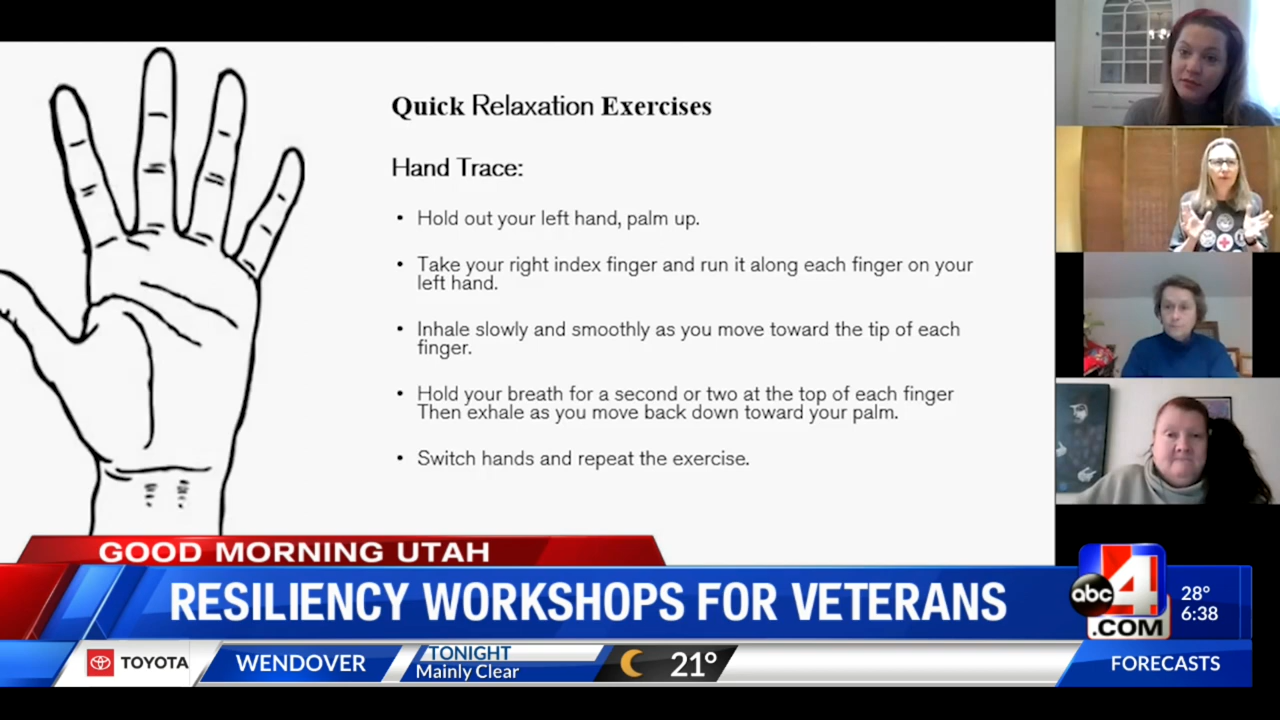 Quick Relaxation Exercises
Hand Trace:
• Hold out your left hand, palm up.
• Take your right index finger and run it along each finger on your
left hand.
• Inhale slowly and smoothly as you move toward the tip of each
finger.
• Hold your breath for a second or two at the top of each finger
Then exhale as you move back down toward your palm.
• Switch hands and repeat the exercise.
GOOD MORNING UTAH
RESILIENCY WORKSHOPS FOR VETERANS
abc 4
.COM
28°
6:38
TOYOTA
WENDOVER
TONIGHT
Mainly Clear
21°
FORECASTS